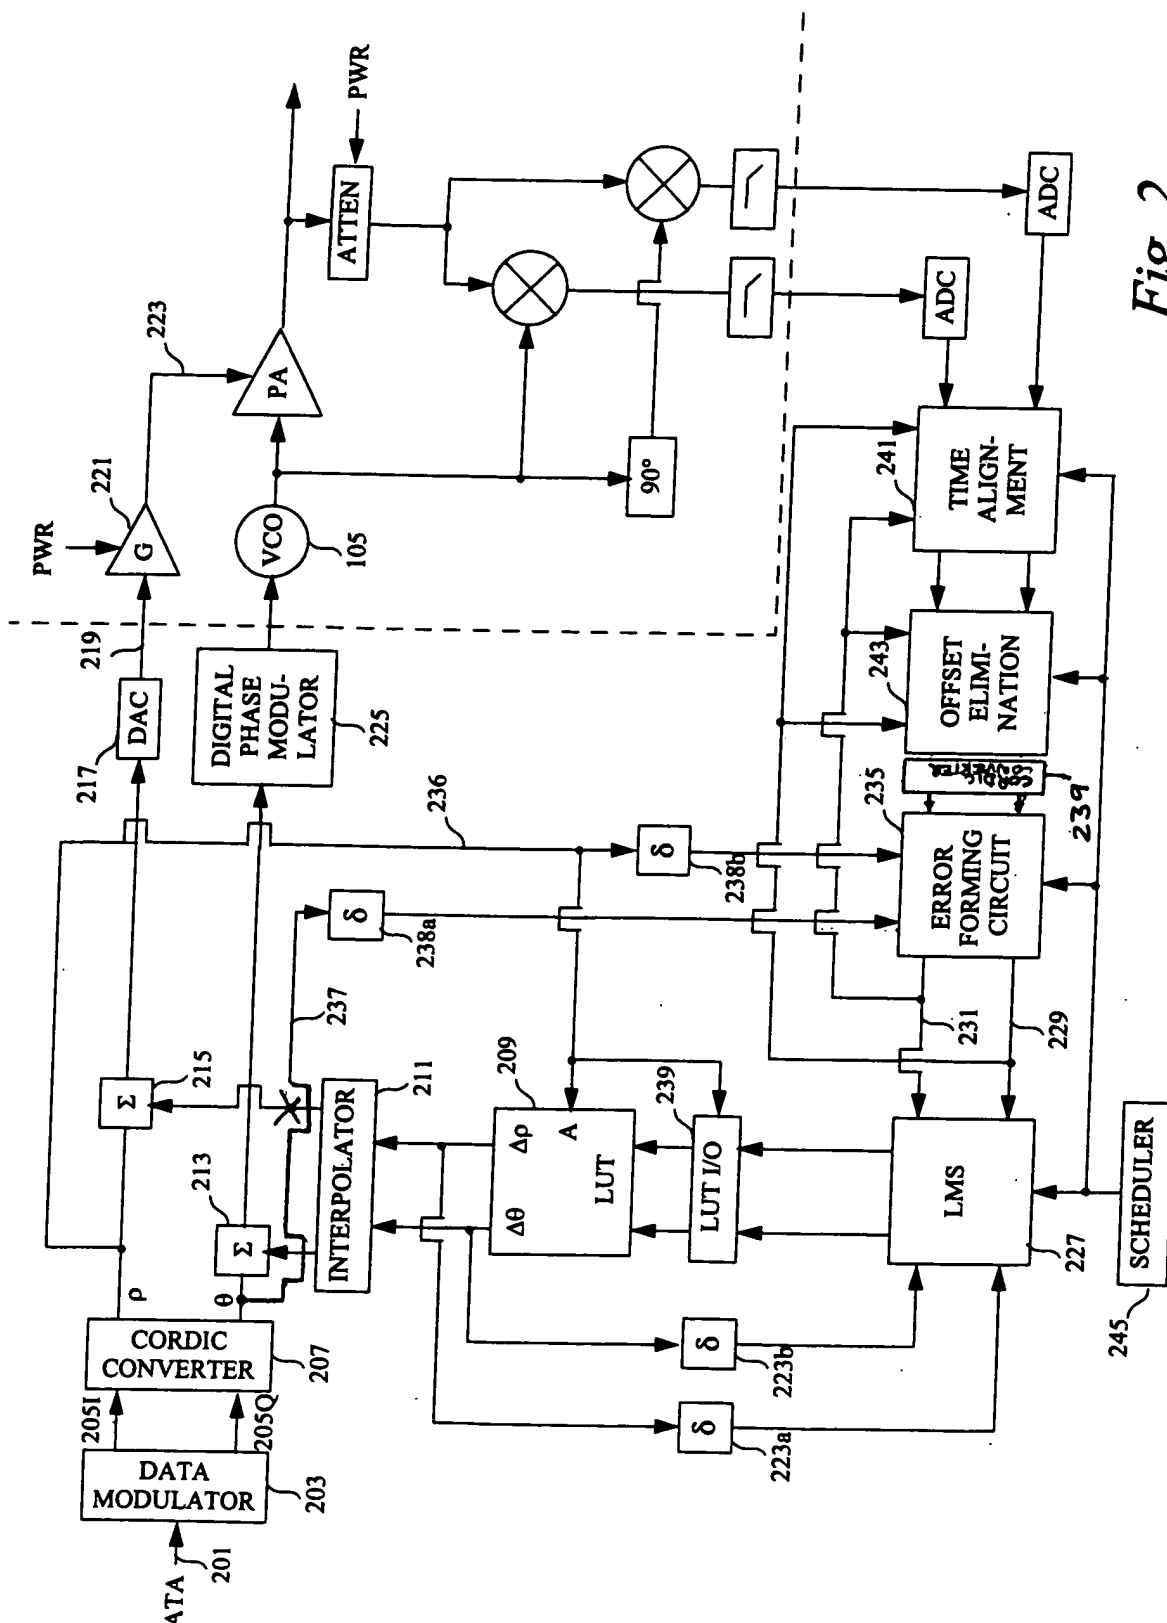 ATA
201
DATA
MODULATOR
203
205I
205Q
CORDIC
CONVERTER
207
ρ
θ
Σ
213
Σ
215
217
DAC
219
PWR
G
221
223
DIGITAL
PHASE
MODU-
LATOR
225
VCO
105
PA
ATTEN
PWR
90°
INTERPOLATOR
211
237
236
δ
238a
δ
238b
Δθ
Δρ
A
LUT
209
LUT I/O
239
δ
223b
δ
223a
LMS
227
231
229
ERROR
FORMING
CIRCUIT
235
CORDIC
CONVERTER
239
OFFSET
ELIMI-
NATION
243
TIME
ALIGN-
MENT
241
ADC
ADC
SCHEDULER
245
Fig. 2